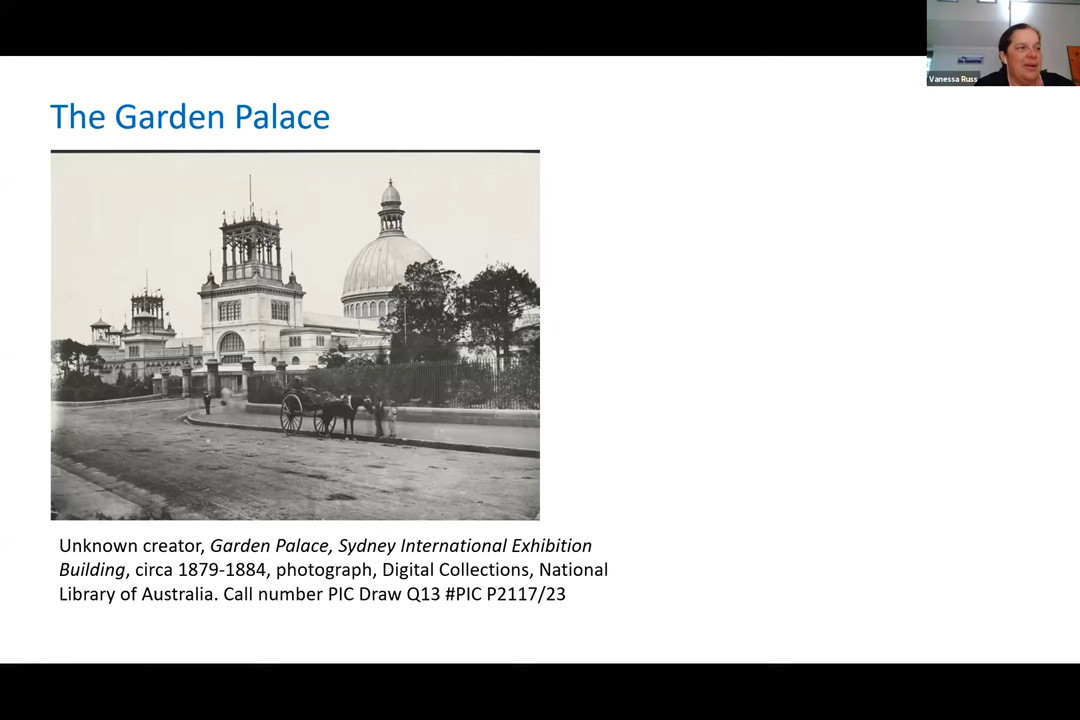 Vanessa Russ
The Garden Palace
Unknown creator, Garden Palace, Sydney International Exhibition
Building, circa 1879-1884, photograph, Digital Collections, National
Library of Australia. Call number PIC Draw Q13 #PIC P2117/23